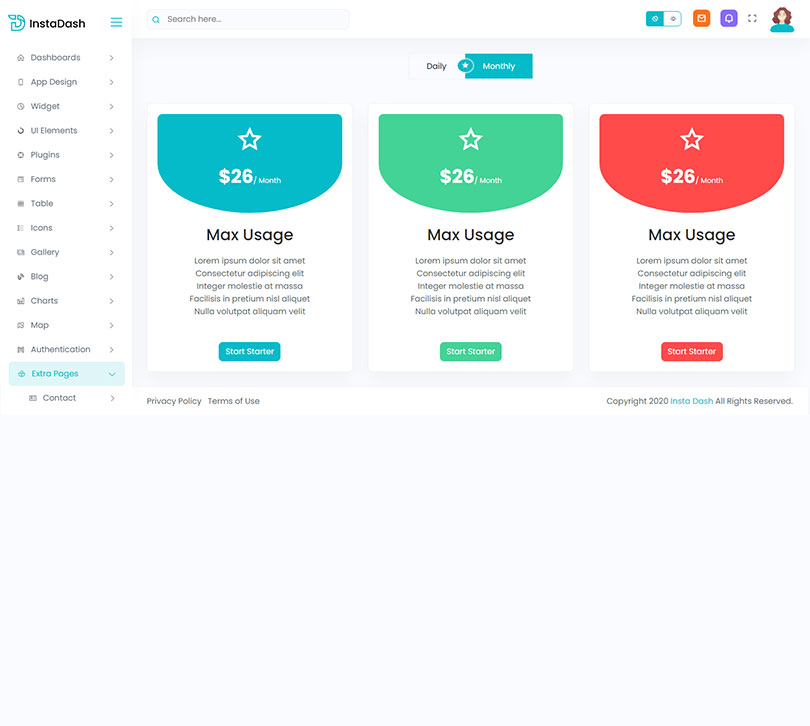 InstaDash
Search here...
Dashboards
App Design
Widget
UI Elements
Plugins
Forms
Table
Icons
Gallery
Blog
Charts
Map
Authentication
Extra Pages
Contact
Daily
Monthly
$26/ Month
Max Usage
Lorem ipsum dolor sit amet
Consectetur adipiscing elit
Integer molestie at massa
Facilisis in pretium nisl aliquet
Nulla volutpat aliquam velit
Start Starter
$26/ Month
Max Usage
Lorem ipsum dolor sit amet
Consectetur adipiscing elit
Integer molestie at massa
Facilisis in pretium nisl aliquet
Nulla volutpat aliquam velit
Start Starter
$26/ Month
Max Usage
Lorem ipsum dolor sit amet
Consectetur adipiscing elit
Integer molestie at massa
Facilisis in pretium nisl aliquet
Nulla volutpat aliquam velit
Start Starter
Privacy Policy Terms of Use
Copyright 2020 Insta Dash All Rights Reserved.